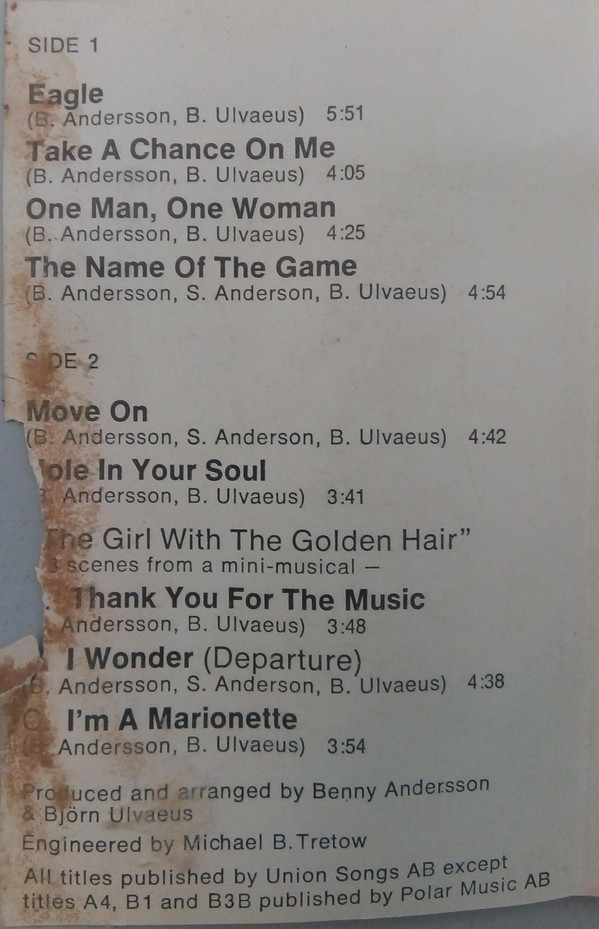 SIDE 1
Eagle
(B. Andersson, B. Ulvaeus) 5:51
Take A Chance On Me
(B. Andersson, B. Ulvaeus) 4:05
One Man, One Woman
(B. Andersson, B. Ulvaeus) 4:25
The Name Of The Game
(B. Andersson, S. Anderson, B. Ulvaeus) 4:54
SIDE 2
Move On
(B. Andersson, S. Anderson, B. Ulvaeus) 4:42
Hole In Your Soul
Andersson, B. Ulvaeus) 3:41
The Girl With The Golden Hair”
3 scenes from a mini-musical —
Thank You For The Music
Andersson, B. Ulvaeus) 3:48
I Wonder (Departure)
B. Andersson, S. Anderson, B. Ulvaeus) 4:38
C. I'm A Marionette
Andersson, B. Ulvaeus) 3:54
Produced and arranged by Benny Andersson
& Björn Ulvaeus
Engineered by Michael B. Tretow
All titles published by Union Songs AB except
titles A4, B1 and B3B published by Polar Music AB